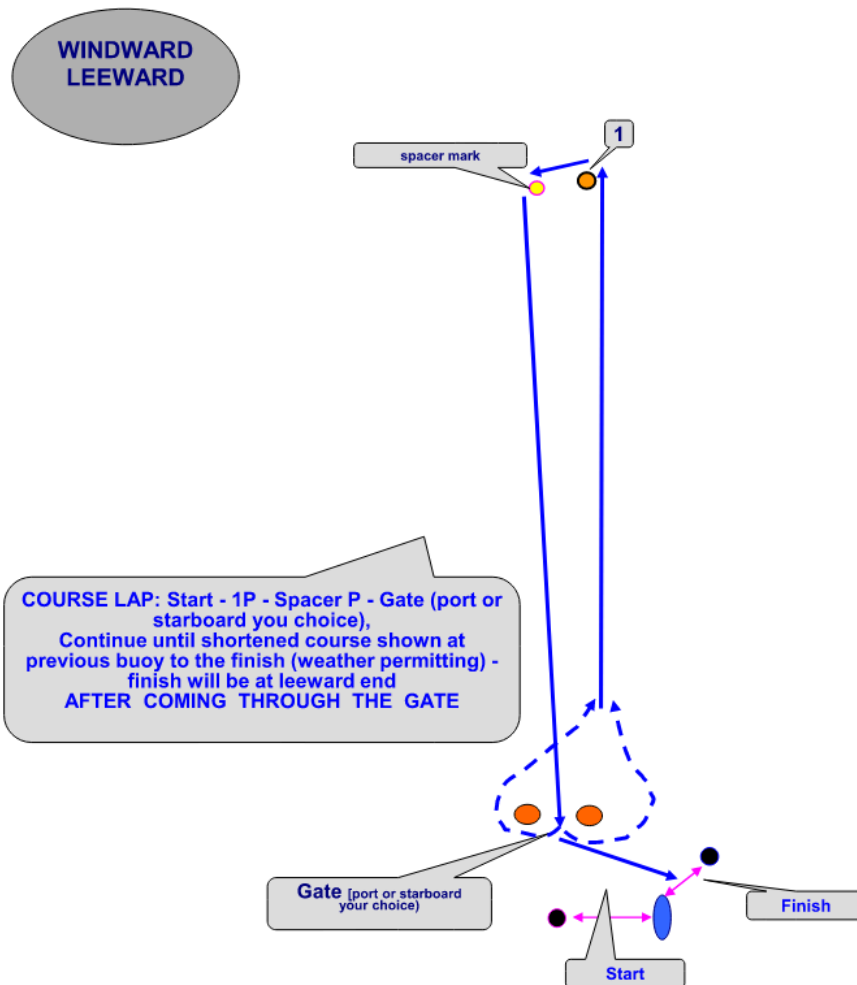 WINDWARD
LEEWARD
1
spacer mark
COURSE LAP: Start - 1P - Spacer P - Gate (port or
starboard you choice),
Continue until shortened course shown at
previous buoy to the finish (weather permitting) -
finish will be at leeward end
AFTER COMING THROUGH THE GATE
Gate [port or starboard
your choice)
Finish
Start